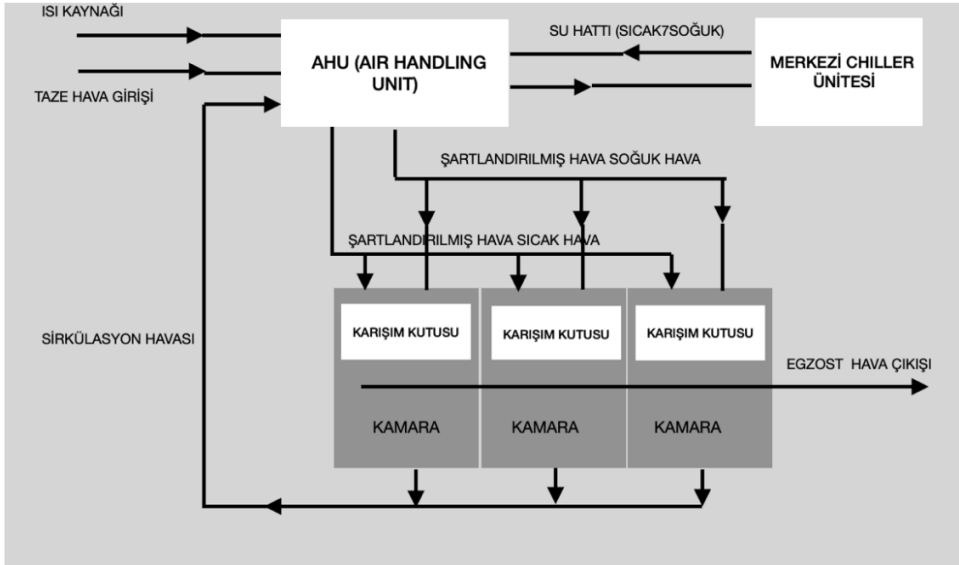 ISI KAYNAĞI
TAZE HAVA GİRİŞİ
AHU (AIR HANDLING
UNIT)
SU HATTI (SICAK7SOĞUK)
MERKEZİ CHILLER
ÜNİTESİ
ŞARTLANDIRILMIŞ HAVA SOĞUK HAVA
ŞARTLANDIRILMIŞ HAVA SICAK HAVA
SİRKÜLASYON HAVASI
KARIŞIM KUTUSU
KARIŞIM KUTUSU
KARIŞIM KUTUSU
EGZOST HAVA ÇIKIŞI
KAMARA
KAMARA
KAMARA